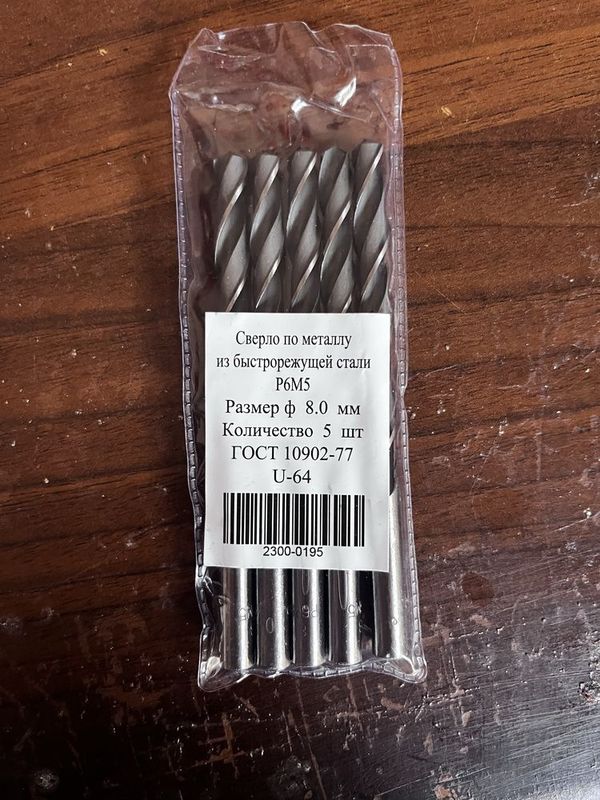 Сверло по металлу
из быстрорежущей стали
Р6М5
Размер ф 8.0 мм
Количество 5 шт
ГОСТ 10902-77
U-64
2300-0195